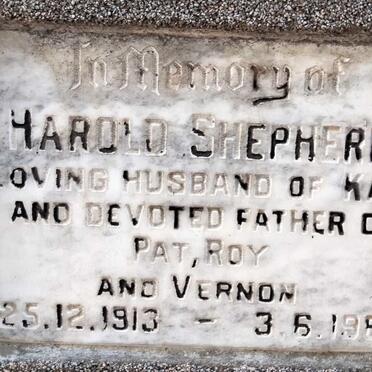 In Memory of
HAROLD SHEPHER
LOVING HUSBAND OF KA
AND DEVOTED FATHER O
PAT, ROY
AND VERNON
25.12.1913 - 3.6.19